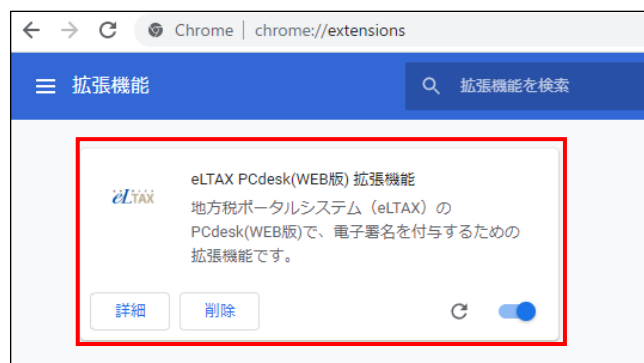 Chrome | chrome://extensions
拡張機能
拡張機能を検索
eLTAX
eLTAX PCdesk(WEB版) 拡張機能
地方税ポータルシステム（eLTAX）の
PCdesk(WEB版)で、電子署名を付与するための
拡張機能です。
詳細
削除